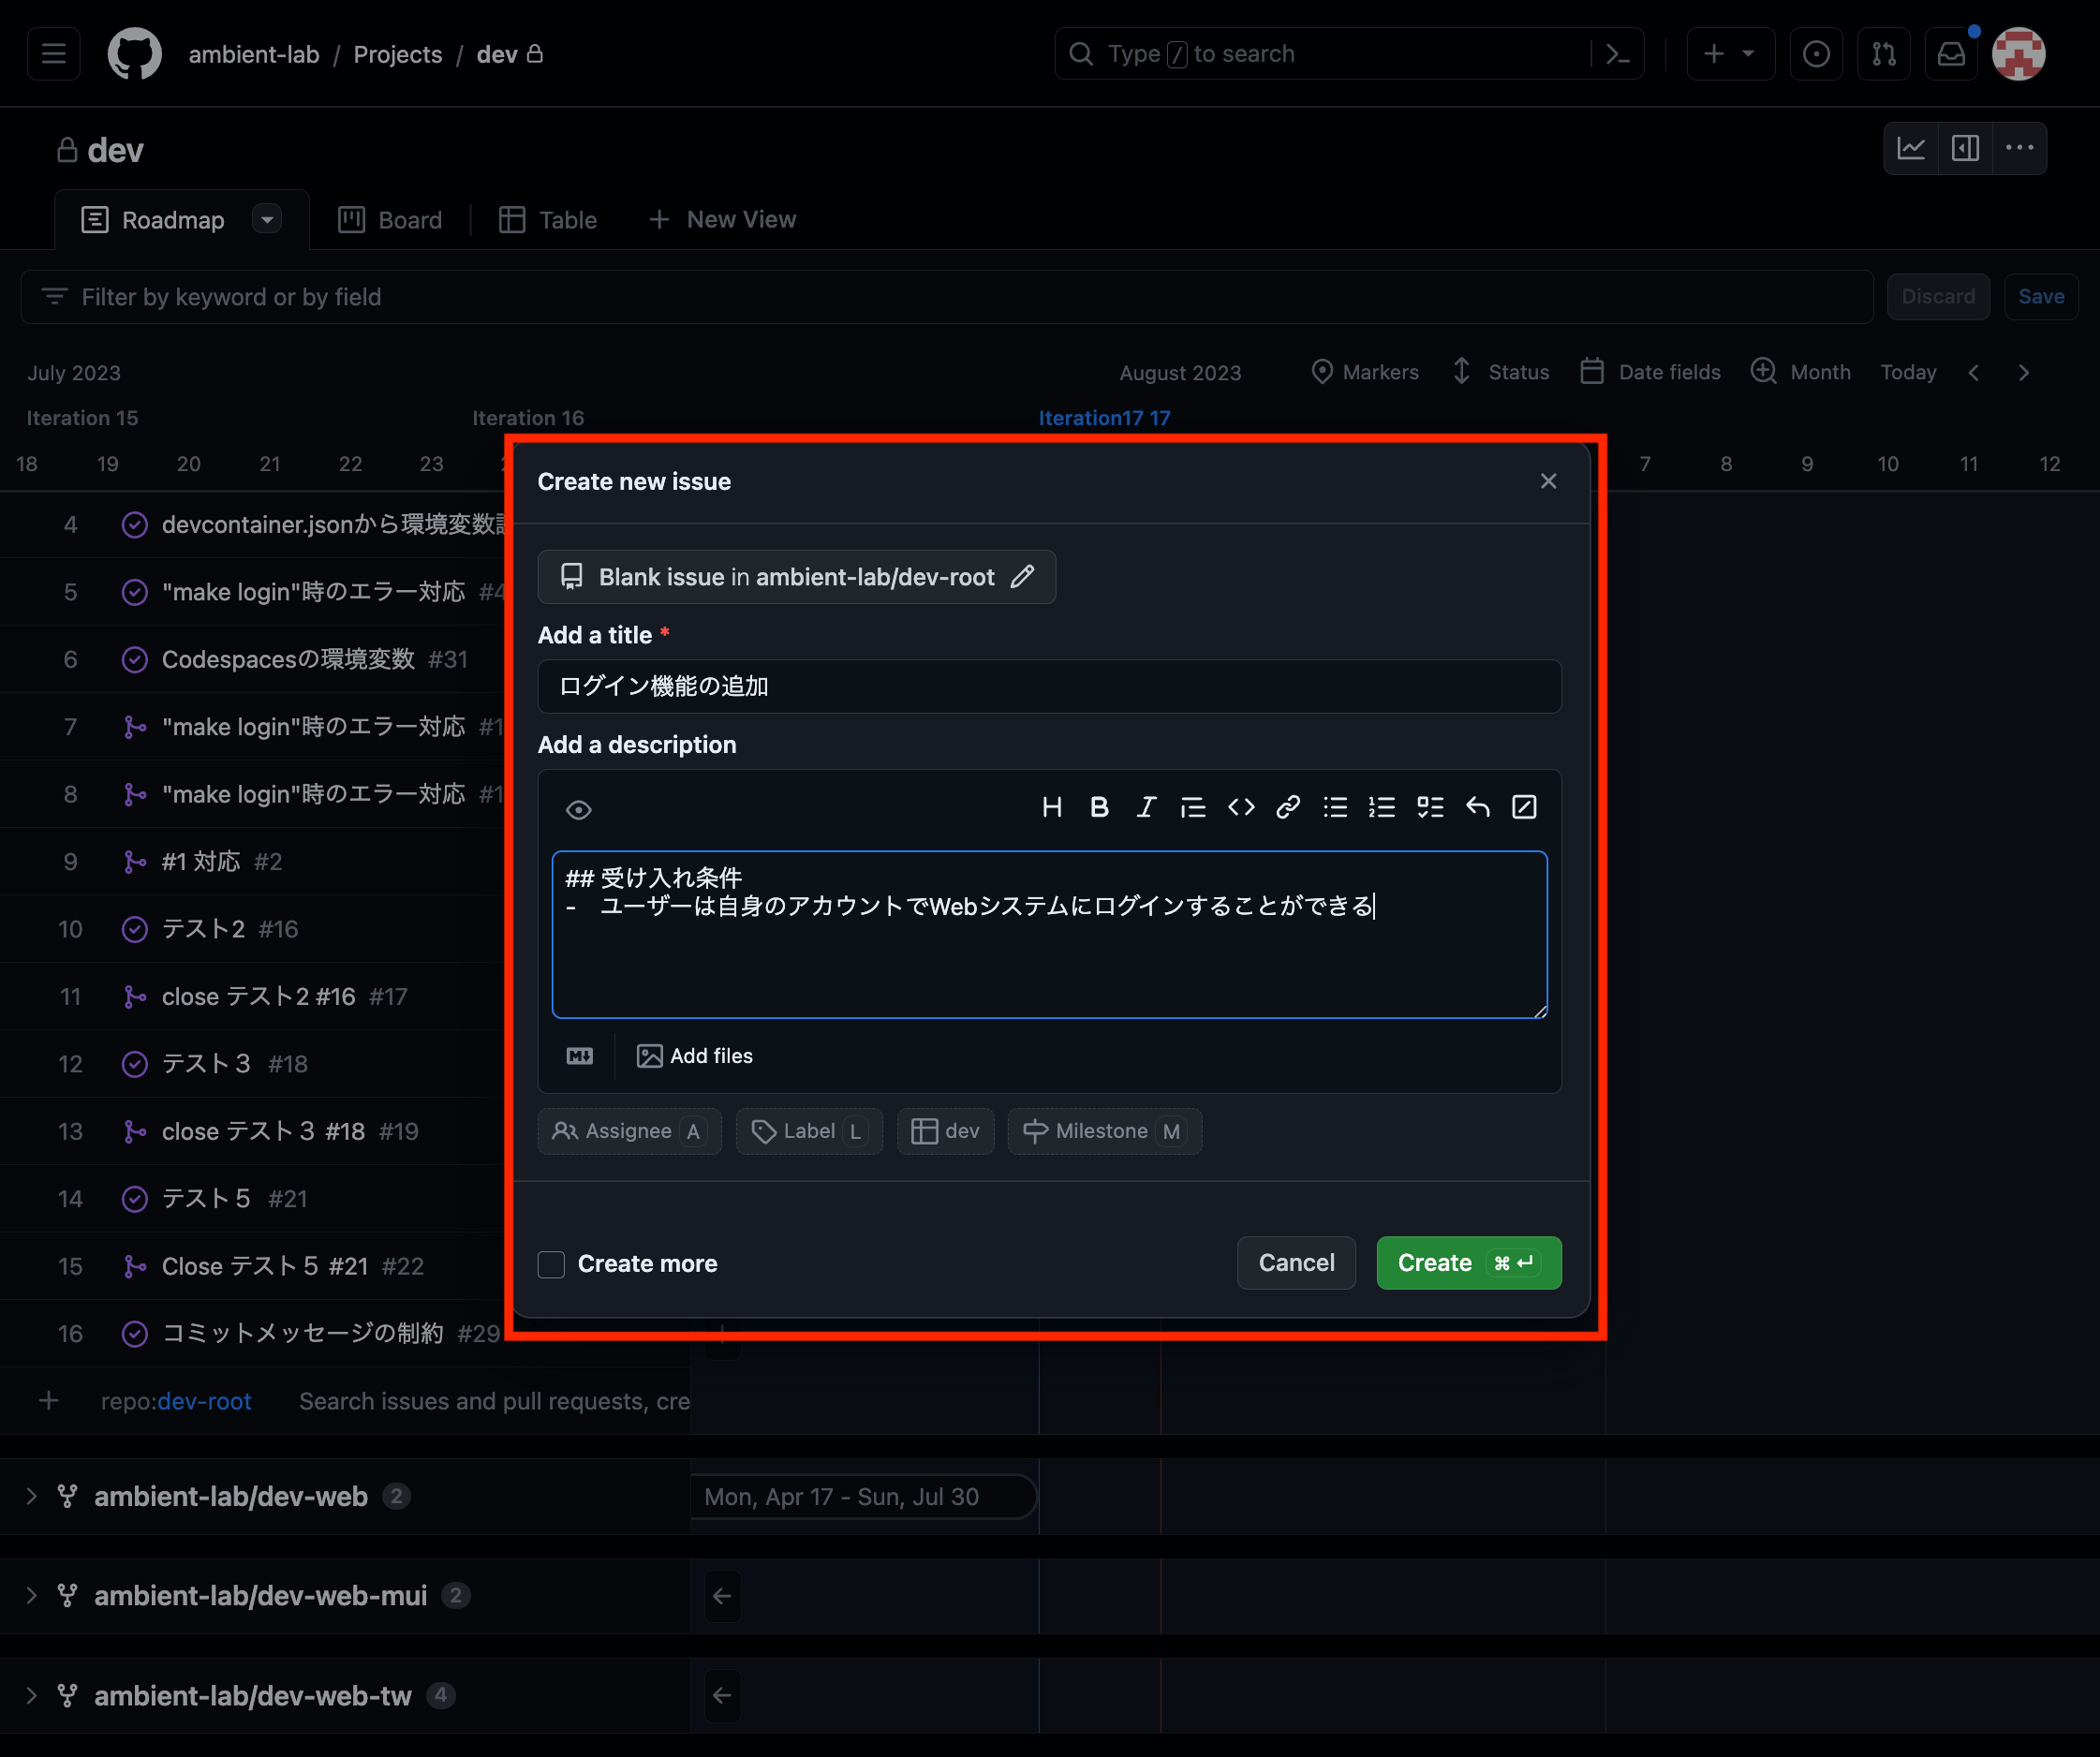 ambient-lab / Projects / dev
Type / to search
dev
Roadmap
Board
Table
New View
Filter by keyword or by field
Discard
Save
July 2023
August 2023
Markers
Status
Date fields
Month
Today
Iteration 15
Iteration 16
Iteration17 17
18 19 20 21 22 23
7 8 9 10 11 12
4 devcontainer.jsonから環境変数
5 "make login"時のエラー対応
6 Codespacesの環境変数 #31
7 "make login"時のエラー対応
8 "make login"時のエラー対応
9 #1 対応 #2
10 テスト2 #16
11 close テスト2 #16 #17
12 テスト３ #18
13 close テスト３ #18 #19
14 テスト５ #21
15 Close テスト５ #21 #22
16 コミットメッセージの制約 #29
repo:dev-root Search issues and pull requests, cre
ambient-lab/dev-web 2
Mon, Apr 17 - Sun, Jul 30
ambient-lab/dev-web-mui 2
ambient-lab/dev-web-tw 4
Create new issue
Blank issue in ambient-lab/dev-root
Add a title *
ログイン機能の追加
Add a description
## 受け入れ条件
- ユーザーは自身のアカウントでWebシステムにログインすることができる
Add files
Assignee A
Label L
dev
Milestone M
Create more
Cancel
Create ⌘ ↵